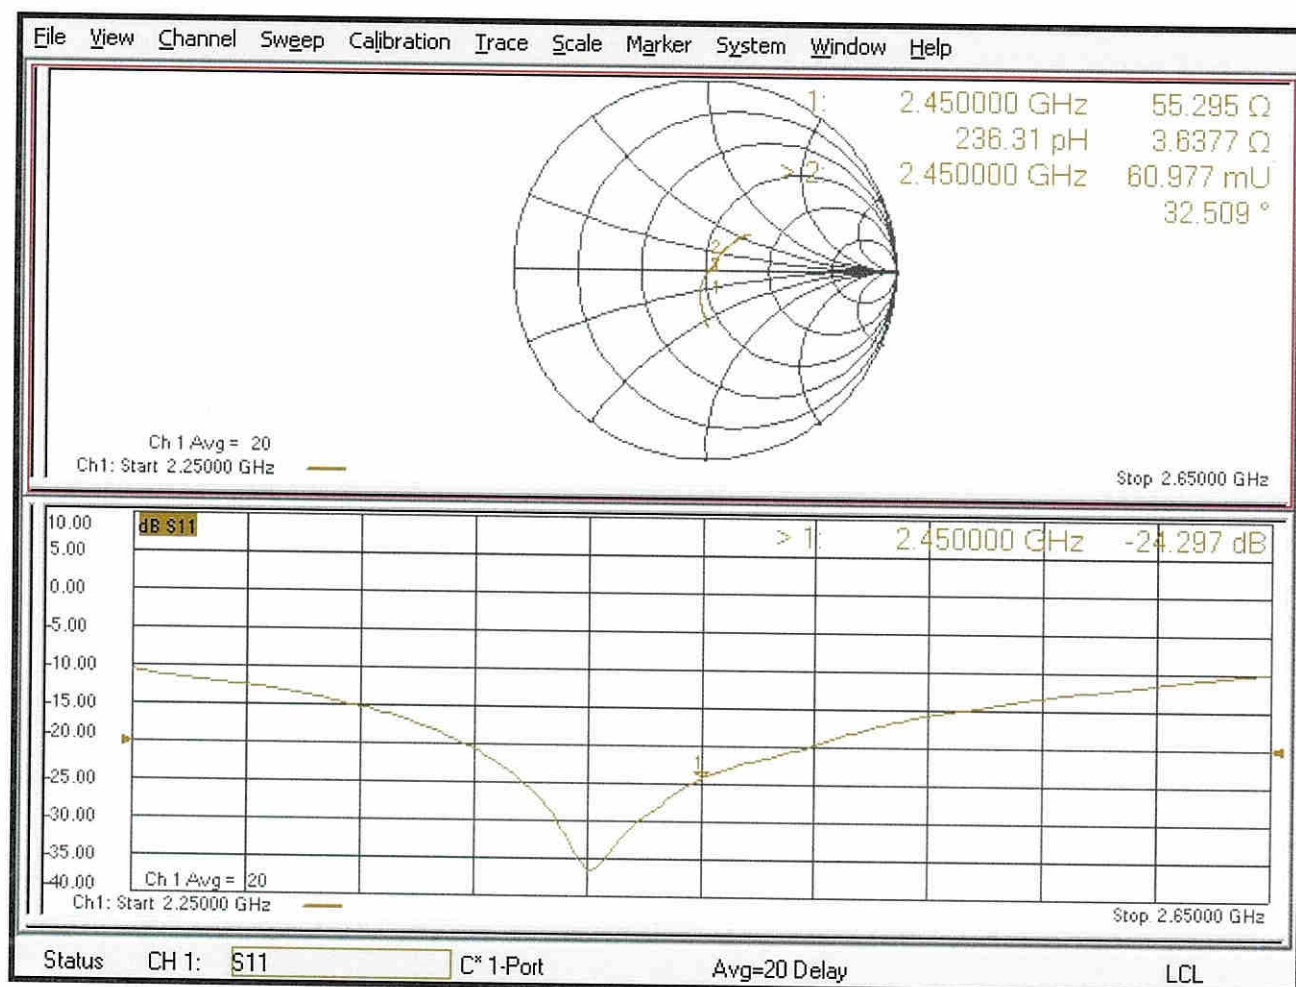 File View Channel Sweep Calibration Trace Scale Marker System Window Help
1: 2.450000 GHz 55.295 Ω
236.31 pH 3.6377 Ω
> 2: 2.450000 GHz 60.977 mU
32.509 °
2
1
Ch 1 Avg = 20
Ch1: Start 2.25000 GHz
Stop 2.65000 GHz
dB S11
> 1: 2.450000 GHz -24.297 dB
10.00
5.00
0.00
-5.00
-10.00
-15.00
-20.00
-25.00
-30.00
-35.00
-40.00
1
Ch 1 Avg = 20
Ch1: Start 2.25000 GHz
Stop 2.65000 GHz
Status CH 1: S11 C* 1-Port Avg=20 Delay LCL